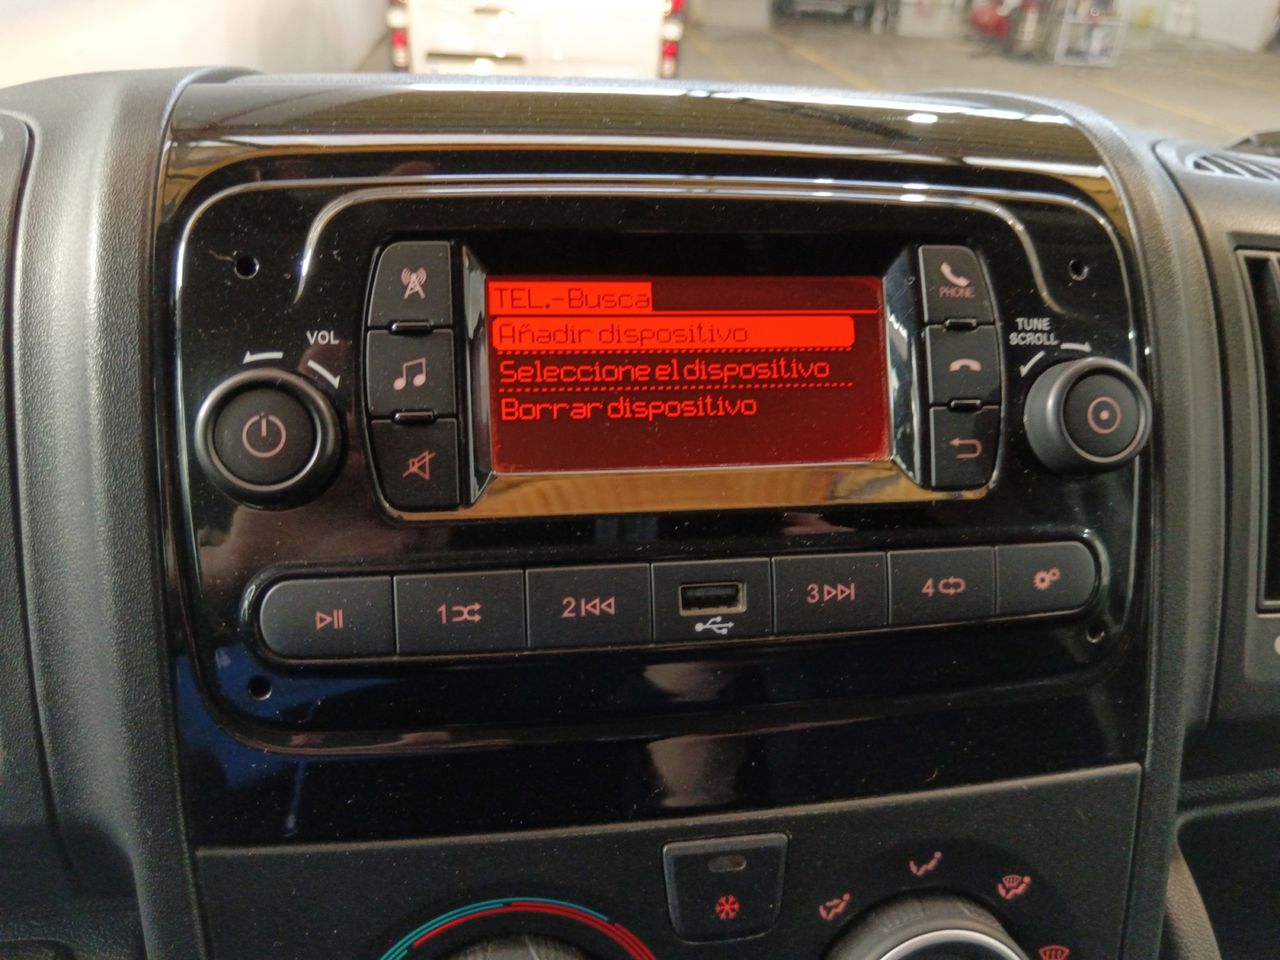 TEL.-Busca
Añadir dispositivo
Seleccione el dispositivo
Borrar dispositivo
PHONE
VOL
TUNE
SCROLL
1
2
3
4